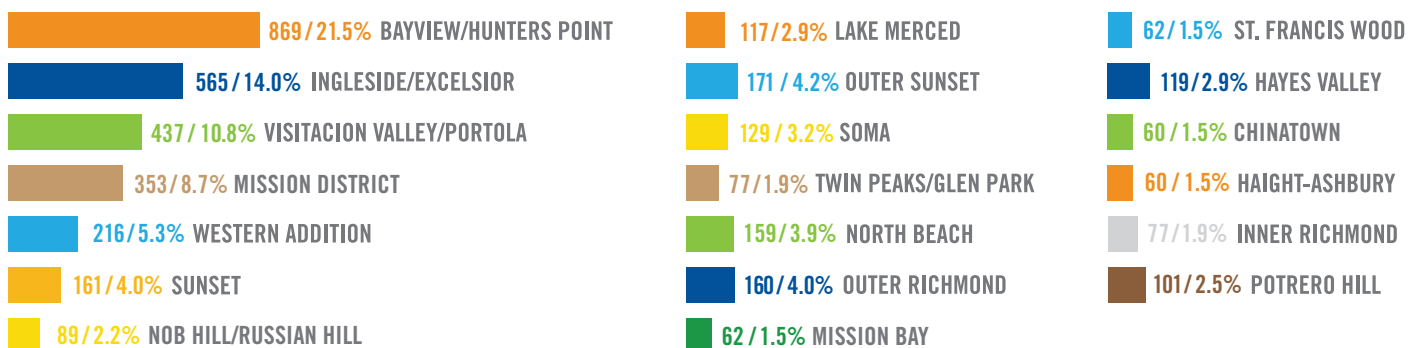 869/21.5% BAYVIEW/HUNTERS POINT
565/14.0% INGLESIDE/EXCELSIOR
437/10.8% VISITACION VALLEY/PORTOLA
353/8.7% MISSION DISTRICT
216/5.3% WESTERN ADDITION
161/4.0% SUNSET
89/2.2% NOB HILL/RUSSIAN HILL
117/2.9% LAKE MERCED
171/4.2% OUTER SUNSET
129/3.2% SOMA
77/1.9% TWIN PEAKS/GLEN PARK
159/3.9% NORTH BEACH
160/4.0% OUTER RICHMOND
62/1.5% MISSION BAY
62/1.5% ST. FRANCIS WOOD
119/2.9% HAYES VALLEY
60/1.5% CHINATOWN
60/1.5% HAIGHT-ASHBURY
77/1.9% INNER RICHMOND
101/2.5% POTRERO HILL